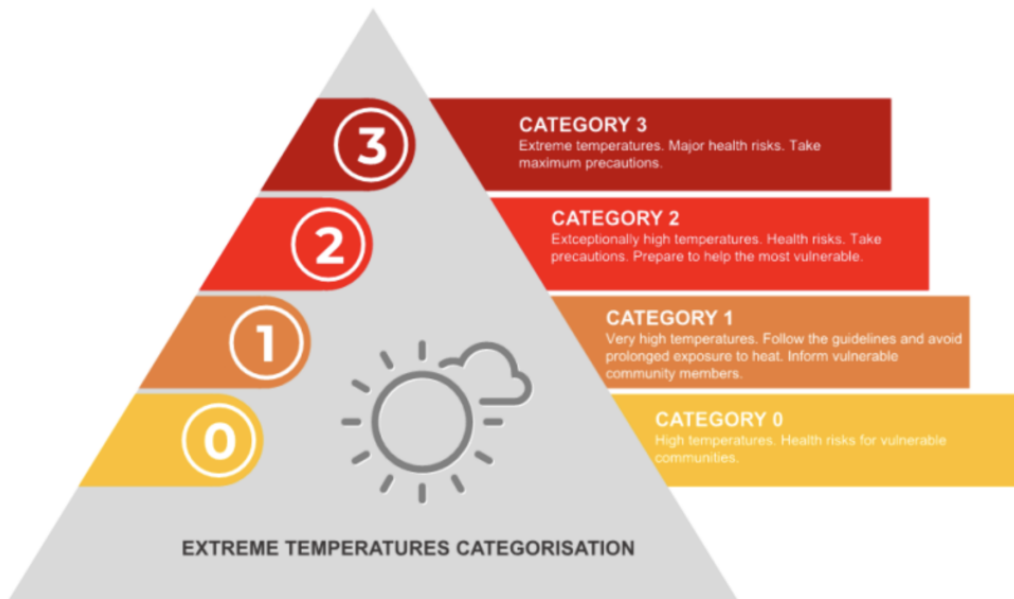 3
CATEGORY 3
Extreme temperatures. Major health risks. Take
maximum precautions.
2
CATEGORY 2
Extceptionally high temperatures. Health risks. Take
precautions. Prepare to help the most vulnerable.
1
CATEGORY 1
Very high temperatures. Follow the guidelines and avoid
prolonged exposure to heat. Inform vulnerable
community members.
0
CATEGORY 0
High temperatures. Health risks for vulnerable
communities.
EXTREME TEMPERATURES CATEGORISATION